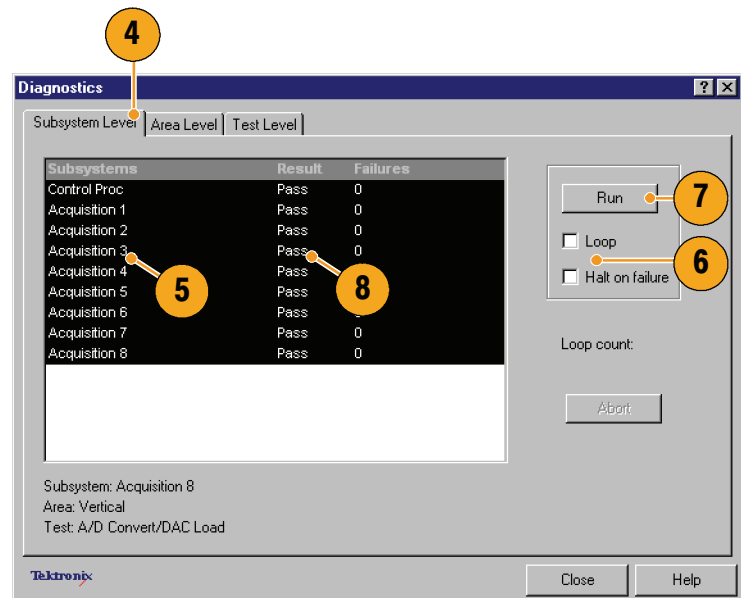 4
Diagnostics
Subsystem Level Area Level Test Level
Subsystems Result Failures
Control Proc Pass 0
Acquisition 1 Pass 0
Acquisition 2 Pass 0
Acquisition 3 Pass 0
Acquisition 4 Pass
Acquisition 5 Pass
Acquisition 6 Pass
Acquisition 7 Pass 0
Acquisition 8 Pass 0
5
8
Run
7
Loop
6
Halt on failure
Loop count:
Abort
Subsystem: Acquisition 8
Area: Vertical
Test: A/D Convert/DAC Load
Tektronix
Close Help